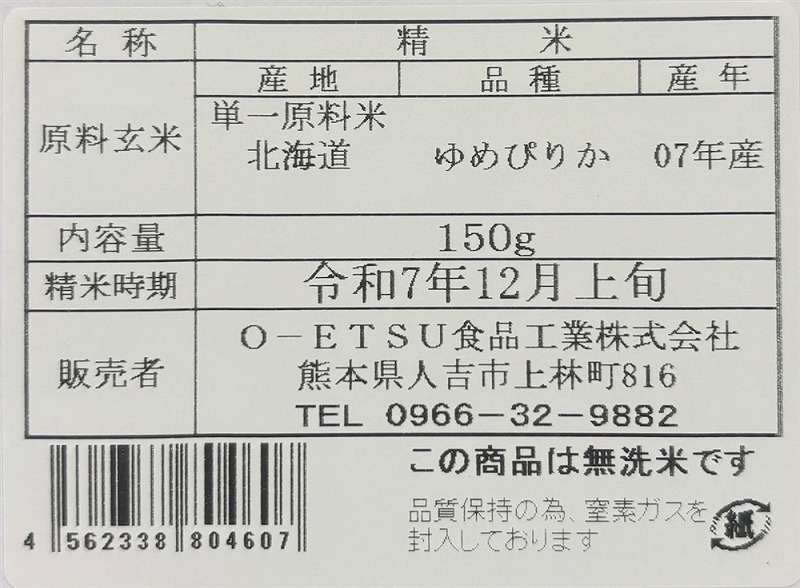 名称 精米
産地 品種 産年
原料玄米
単一原料米
北海道 ゆめぴりか 07年産
内容量 150g
精米時期 令和7年12月上旬
販売者
O-ETSU食品工業株式会社
熊本県人吉市上林町816
TEL 0966-32-9882
この商品は無洗米です
品質保持の為、窒素ガスを
封入しております
紙
4 562338 804607